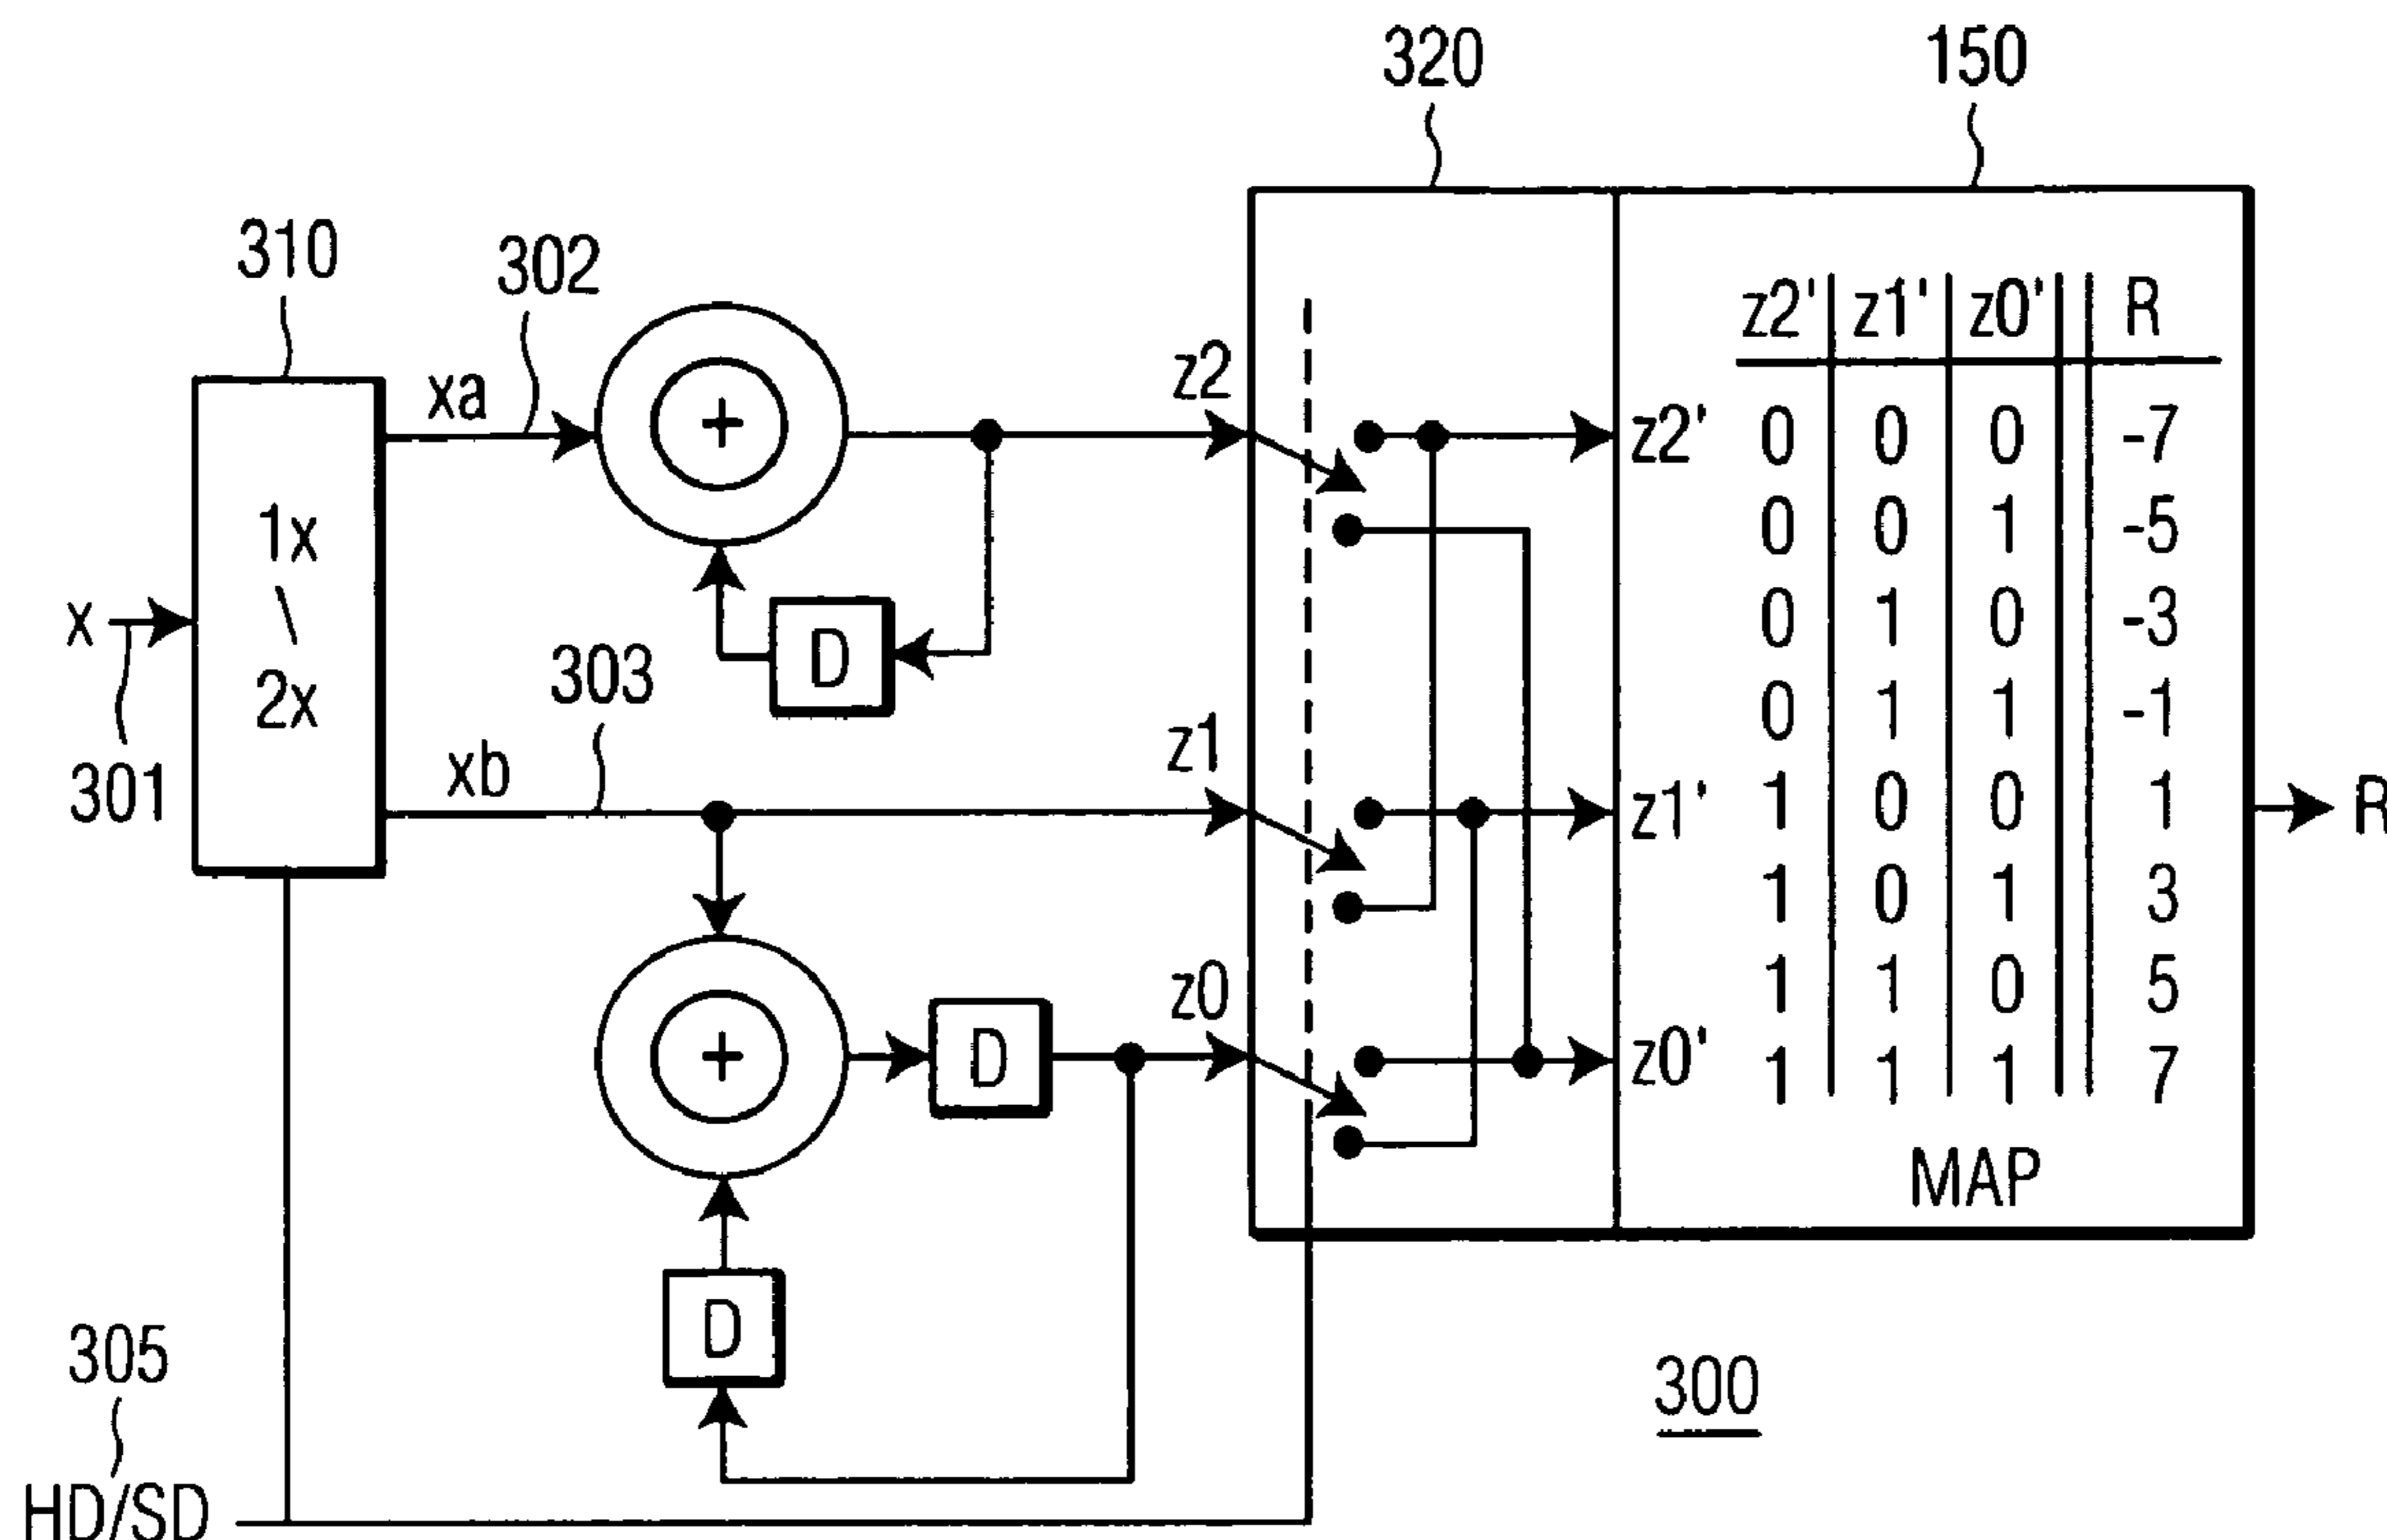 320
150
310
302
xa
+
z2
z2'
z1'
z0'
R
z2'
0 0 0 -7
0 0 1 -5
0 1 0 -3
0 1 1 -1
1 0 0 1
1 0 1 3
1 1 0 5
1 1 1 7
MAP
x
1x
\
2x
D
303
301
xb
z1
z1'
R
+
D
z0
z0'
D
300
305
HD/SD